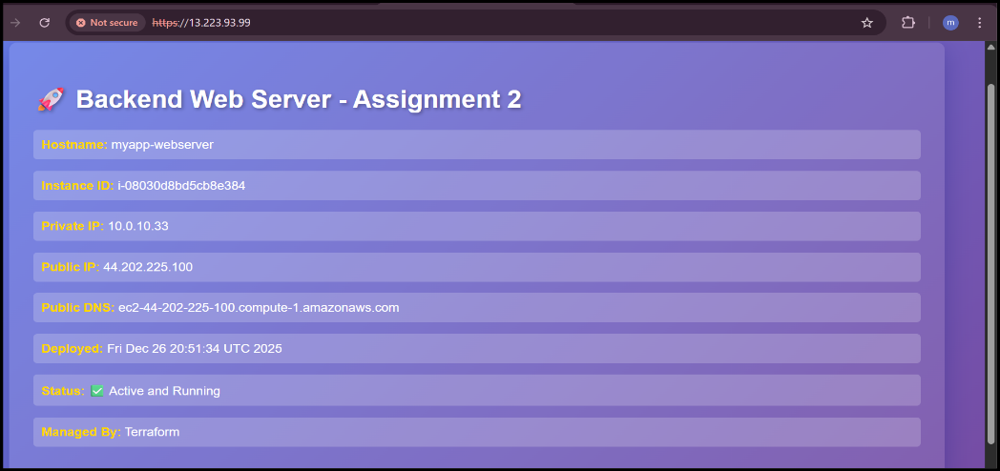 Not secure https://13.223.93.99 m
🚀 Backend Web Server - Assignment 2
Hostname: myapp-webserver
Instance ID: i-08030d8bd5cb8e384
Private IP: 10.0.10.33
Public IP: 44.202.225.100
Public DNS: ec2-44-202-225-100.compute-1.amazonaws.com
Deployed: Fri Dec 26 20:51:34 UTC 2025
Status: ✅ Active and Running
Managed By: Terraform